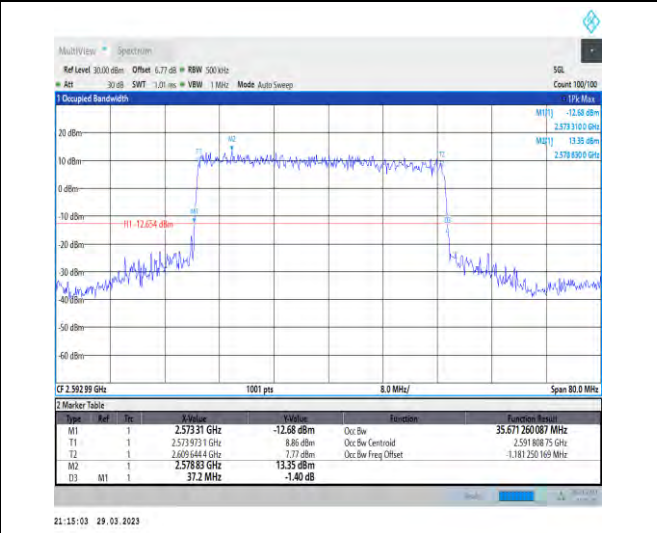 MultiView Spectrum
Ref Level 30.00 dBm Offset 6.77 dB RBW 500 kHz SGL
Att 30 dB SWT 1.01 ms VBW 1 MHz Mode Auto Sweep Count 100/100
1 Occupied Bandwidth 1Pk Max
M1[1] -12.68 dBm
2.573 310 0 GHz
M2[1] 13.35 dBm
2.578 830 0 GHz
20 dBm
M2
T1 T2
10 dBm
0 dBm
M1
-10 dBm
H1 -12.654 dBm D3
-20 dBm
-30 dBm
-40 dBm
-50 dBm
-60 dBm
CF 2.592 99 GHz 1001 pts 8.0 MHz/ Span 80.0 MHz
2 Marker Table
Type Ref Trc X-Value Y-Value Function Function Result
M1 1 2.573 31 GHz -12.68 dBm Occ Bw 35.671 260 087 MHz
T1 1 2.573 973 1 GHz 8.86 dBm Occ Bw Centroid 2.591 808 75 GHz
T2 1 2.609 644 4 GHz 7.77 dBm Occ Bw Freq Offset -1.181 250 169 MHz
M2 1 2.578 83 GHz 13.35 dBm
D3 M1 1 37.2 MHz -1.40 dB
21:15:03 29.03.2023